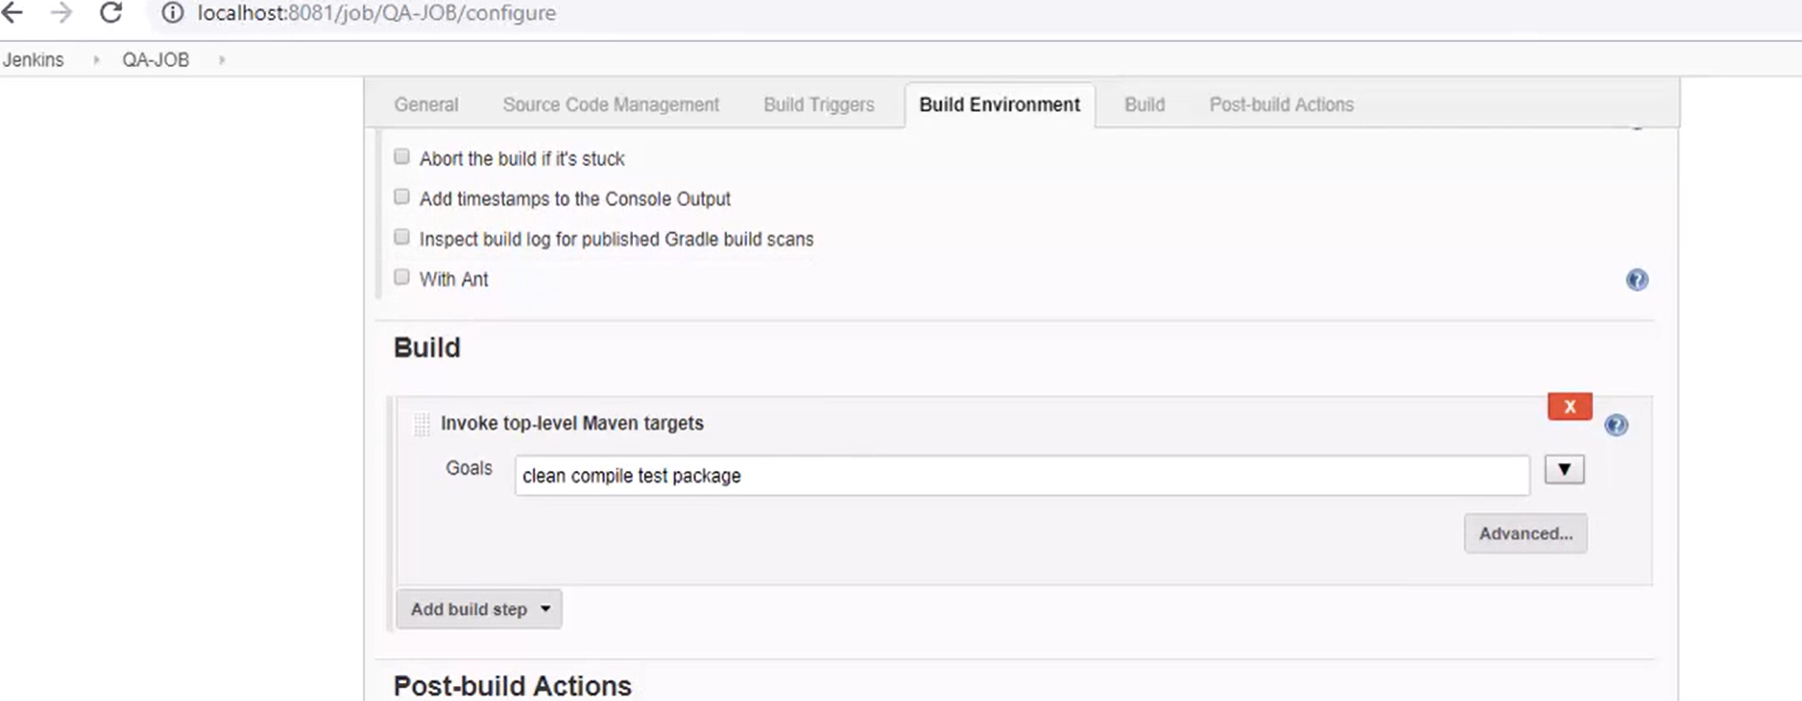 localhost:8081/job/QA-JOB/configure
Jenkins QA-JOB
General Source Code Management Build Triggers Build Environment Build Post-build Actions
Abort the build if it's stuck
Add timestamps to the Console Output
Inspect build log for published Gradle build scans
With Ant
Build
X
Invoke top-level Maven targets
Goals clean compile test package
Advanced...
Add build step
Post-build Actions